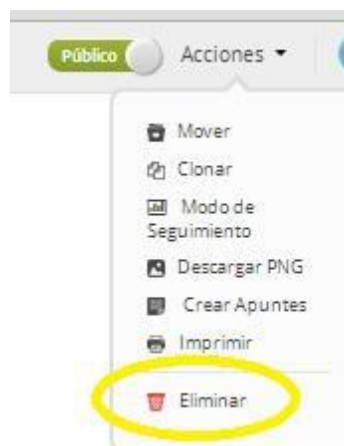 Público Acciones
Mover
Clonar
Modo de
Seguimiento
Descargar PNG
Crear Apuntes
Imprimir
Eliminar